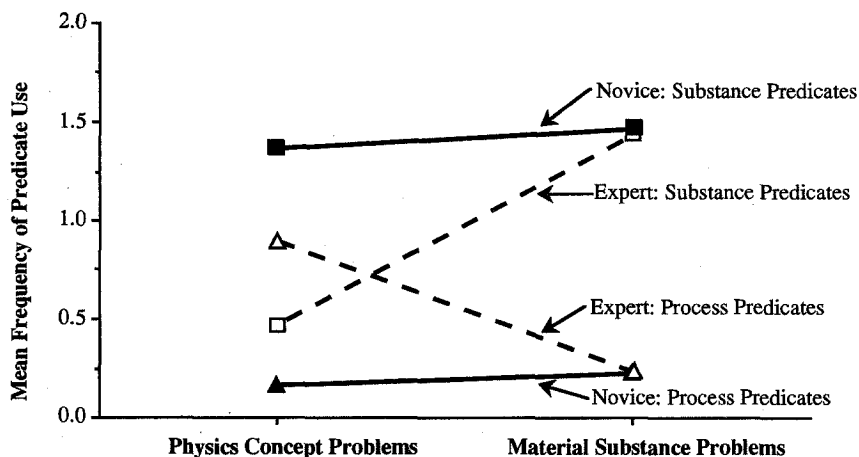 2.0
Novice: Substance Predicates
1.5
Expert: Substance Predicates
1.0
Expert: Process Predicates
0.5
Novice: Process Predicates
0.0
Mean Frequency of Predicate Use
Physics Concept Problems
Material Substance Problems